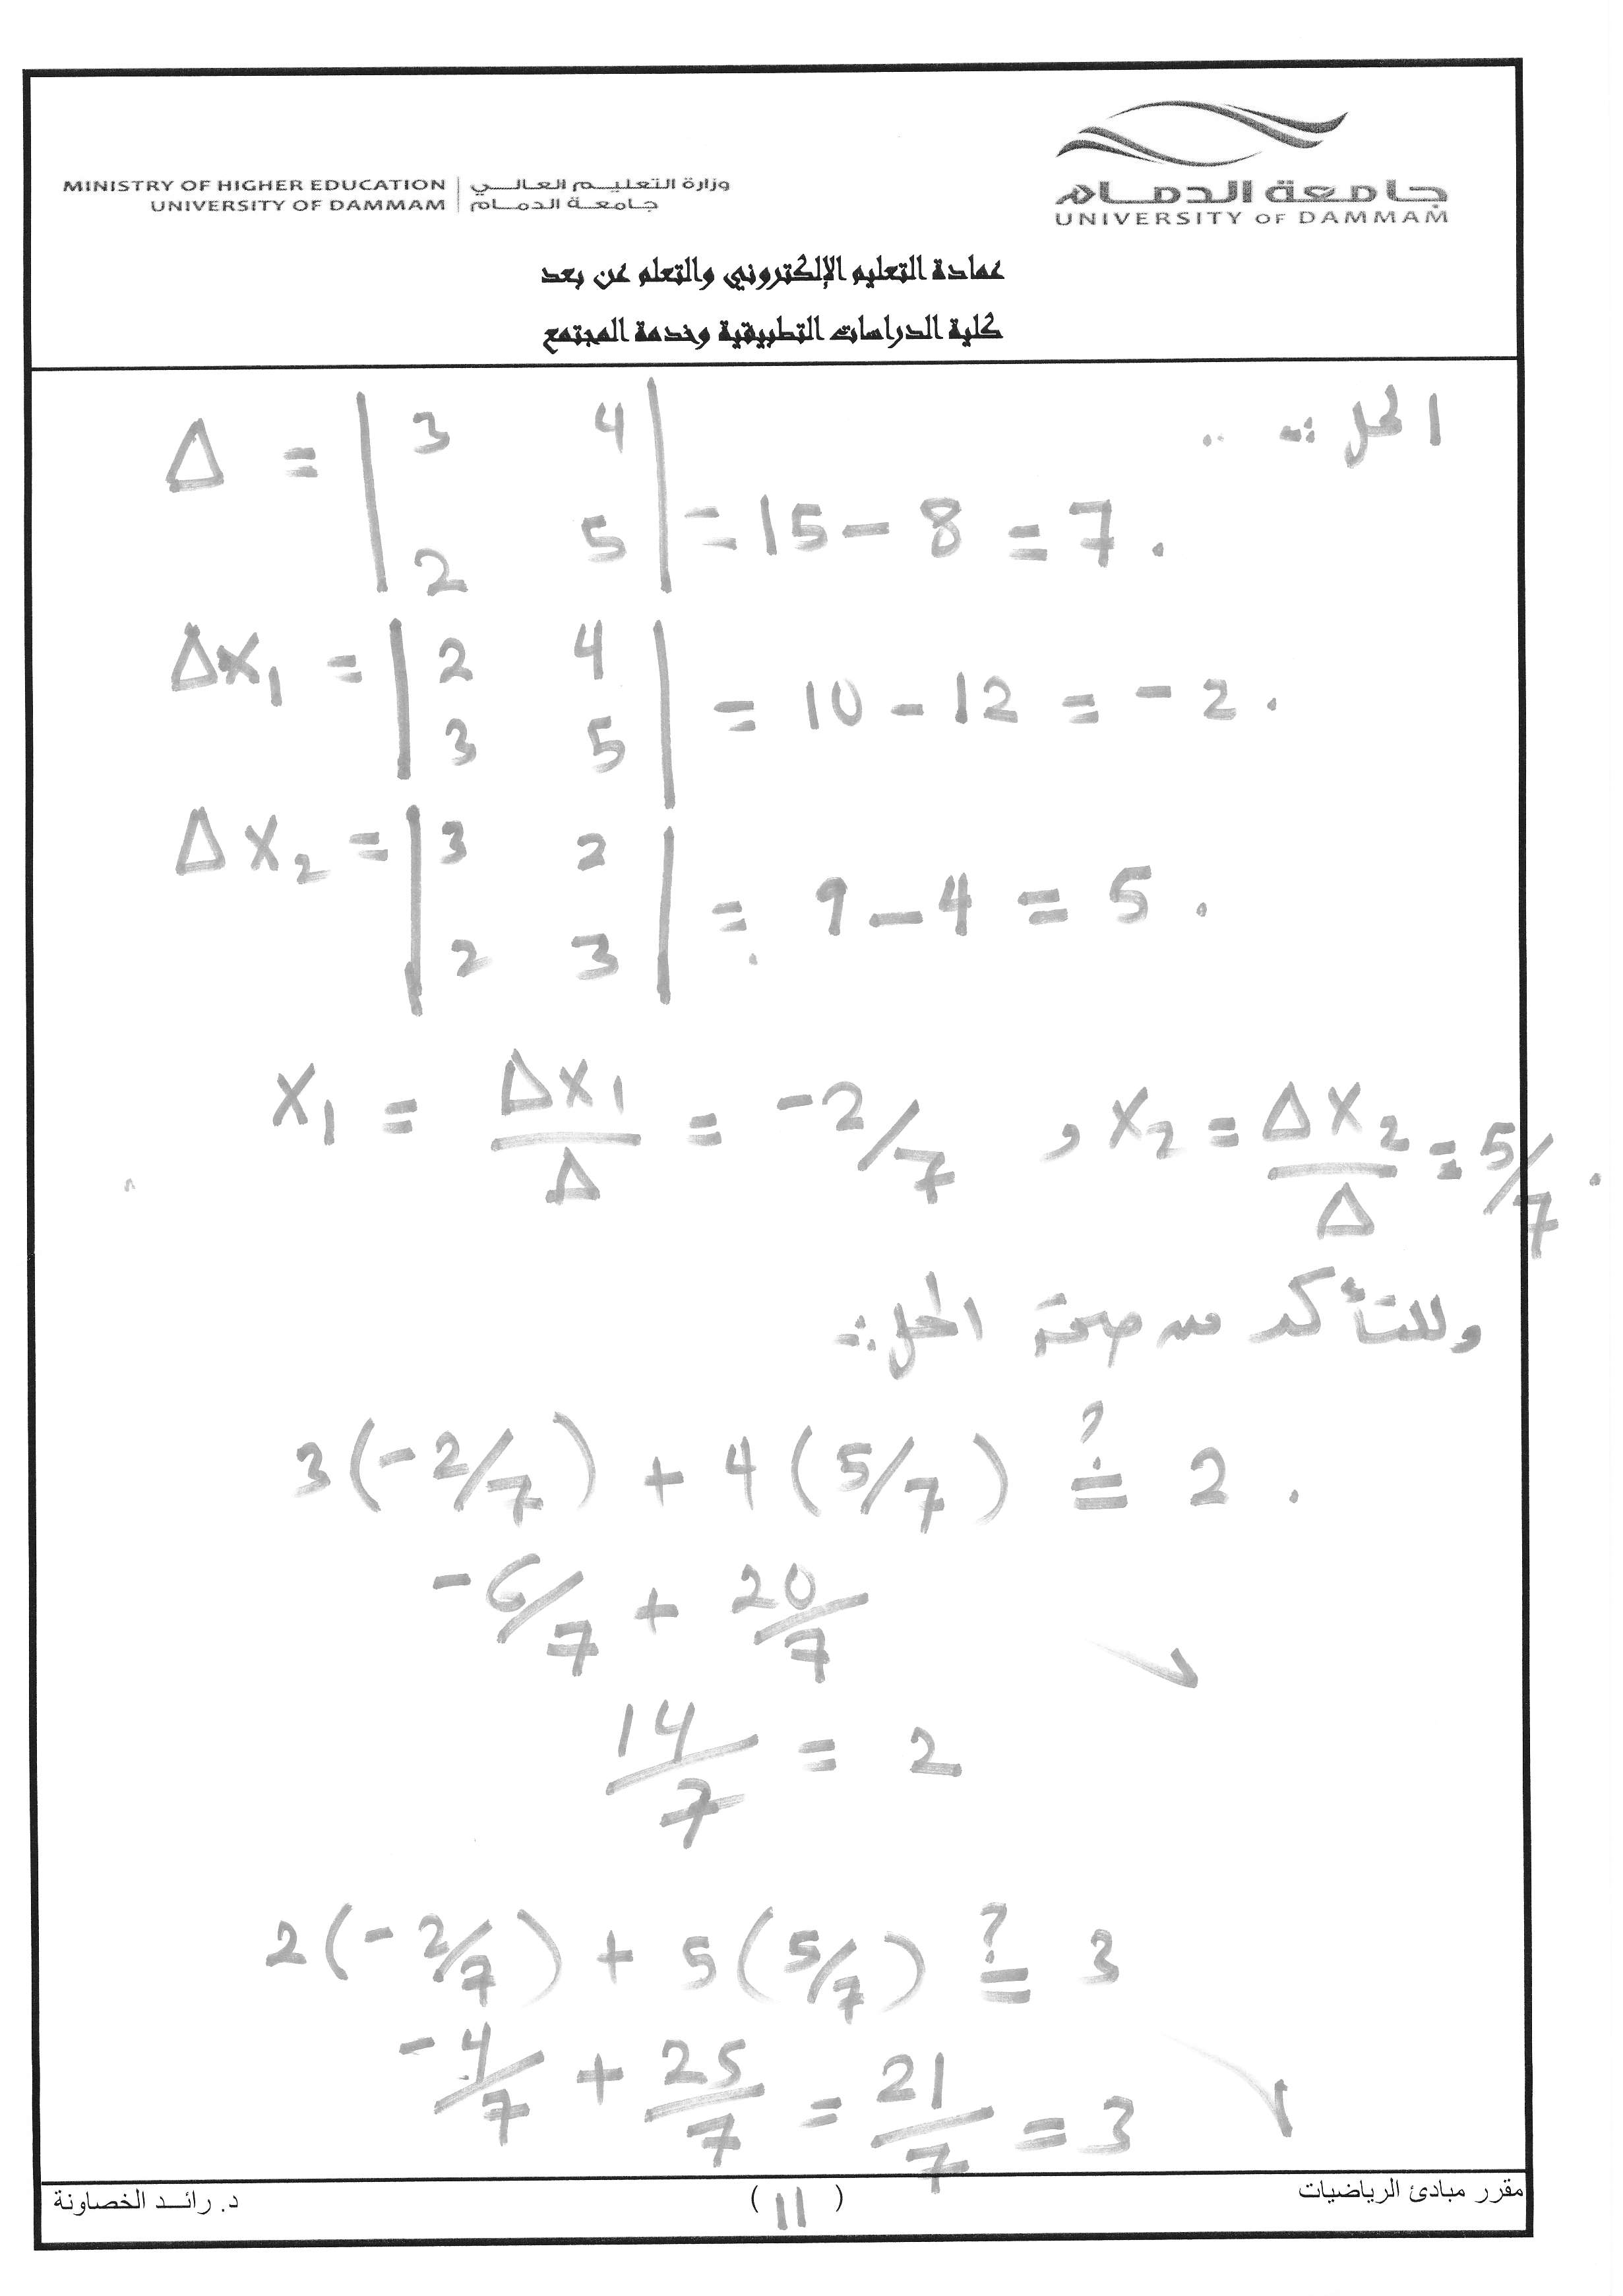 MINISTRY OF HIGHER EDUCATION | وزارة التعليم العالي
UNIVERSITY OF DAMMAM | جامعة الدمام
جامعة الدمام
UNIVERSITY OF DAMMAM
عمادة التعليم الإلكتروني والتعلم عن بعد
كلية الدراسات التطبيقية وخدمة المجتمع
الحل :-
Δ = | 3 4
2 5 | = 15 - 8 = 7 .
Δx1 = | 2 4
3 5 | = 10 - 12 = -2 .
Δx2 = | 3 2
2 3 | = 9 - 4 = 5 .
x1 = Δx1/Δ = -2/7 , x2 = Δx2/Δ = 5/7 .
وللتأكد من صحة الحل :-
3(-2/7) + 4(5/7) ≟ 2 .
-6/7 + 20/7
14/7 = 2
2(-2/7) + 5(5/7) ≟ 3
-4/7 + 25/7 = 21/7 = 3
مقرر مبادئ الرياضيات
( 11 )
د. رائد الخصاونة